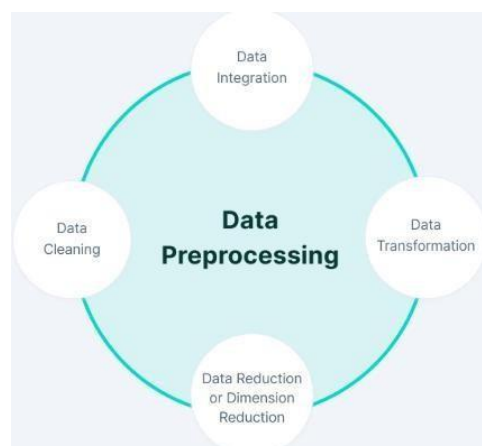 Data
Integration
Data
Cleaning
Data
Preprocessing
Data
Transformation
Data Reduction
or Dimension
Reduction